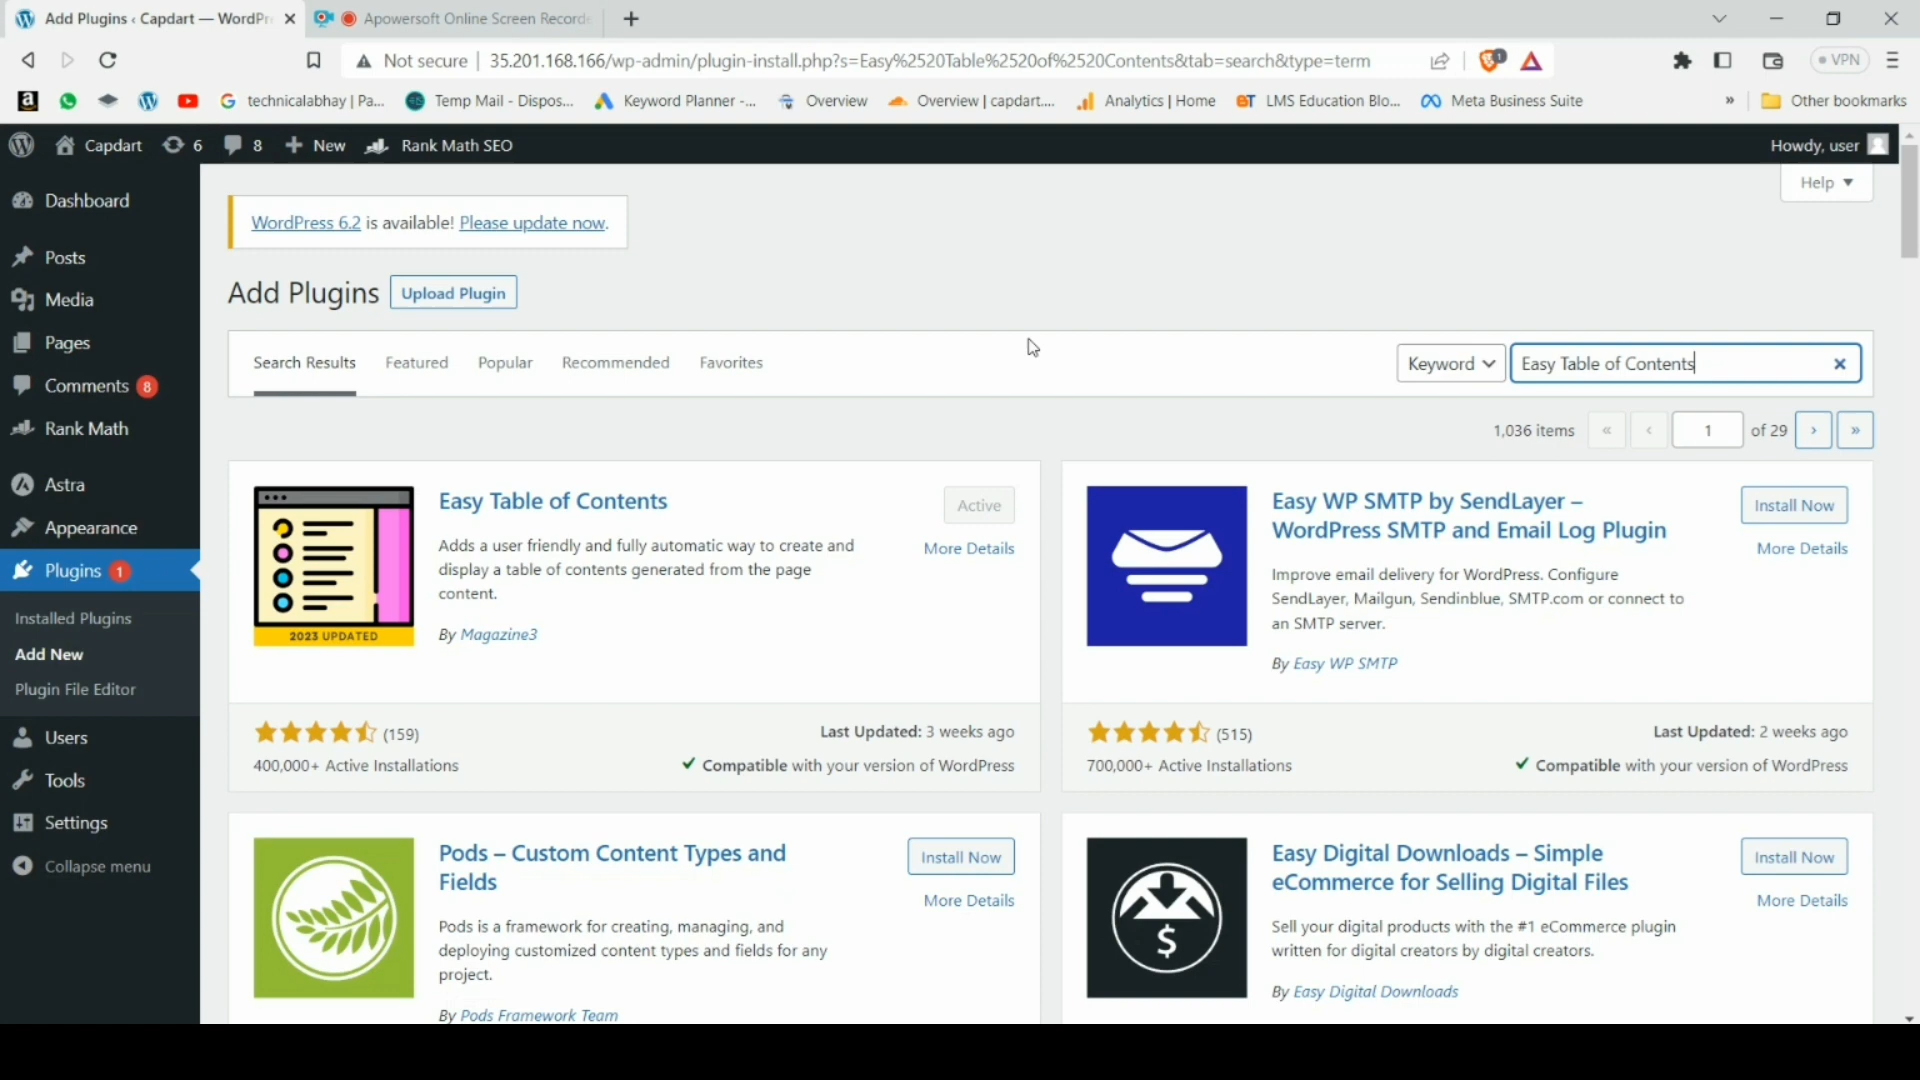 Add Plugins ‹ Capdart — WordPr
Apowersoft Online Screen Record
Not secure
35.201.168.166/wp-admin/plugin-install.php?s=Easy%2520Table%2520of%2520Contents&tab=search&type=term
1
VPN
technicalabhay | Pa...
Temp Mail - Dispos...
Keyword Planner -...
Overview
Overview | capdart....
Analytics | Home
LMS Education Blo...
Meta Business Suite
»
Other bookmarks
Capdart
6
8
New
Rank Math SEO
Howdy, user
Help
Dashboard
Posts
Media
Pages
Comments 8
Rank Math
Astra
Appearance
Plugins 1
Installed Plugins
Add New
Plugin File Editor
Users
Tools
Settings
Collapse menu
WordPress 6.2 is available! Please update now.
Add Plugins
Upload Plugin
Search Results
Featured
Popular
Recommended
Favorites
Keyword
Easy Table of Contents
1,036 items
«
‹
1
of 29
›
»
2023 UPDATED
Easy Table of Contents
Active
More Details
Adds a user friendly and fully automatic way to create and
display a table of contents generated from the page
content.
By Magazine3
(159)
400,000+ Active Installations
Last Updated: 3 weeks ago
Compatible with your version of WordPress
Easy WP SMTP by SendLayer –
WordPress SMTP and Email Log Plugin
Install Now
More Details
Improve email delivery for WordPress. Configure
SendLayer, Mailgun, Sendinblue, SMTP.com or connect to
an SMTP server.
By Easy WP SMTP
(515)
700,000+ Active Installations
Last Updated: 2 weeks ago
Compatible with your version of WordPress
Pods – Custom Content Types and
Fields
Install Now
More Details
Pods is a framework for creating, managing, and
deploying customized content types and fields for any
project.
By Pods Framework Team
$
Easy Digital Downloads – Simple
eCommerce for Selling Digital Files
Install Now
More Details
Sell your digital products with the #1 eCommerce plugin
written for digital creators by digital creators.
By Easy Digital Downloads